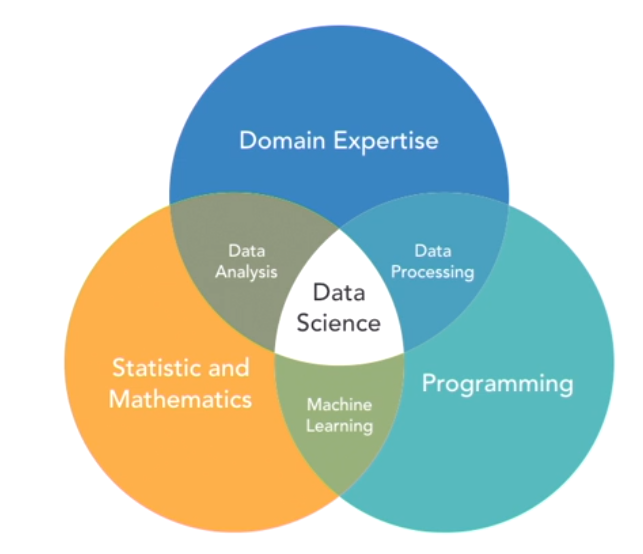 Domain Expertise
Data
Analysis
Data
Processing
Data
Science
Statistic and
Mathematics
Programming
Machine
Learning